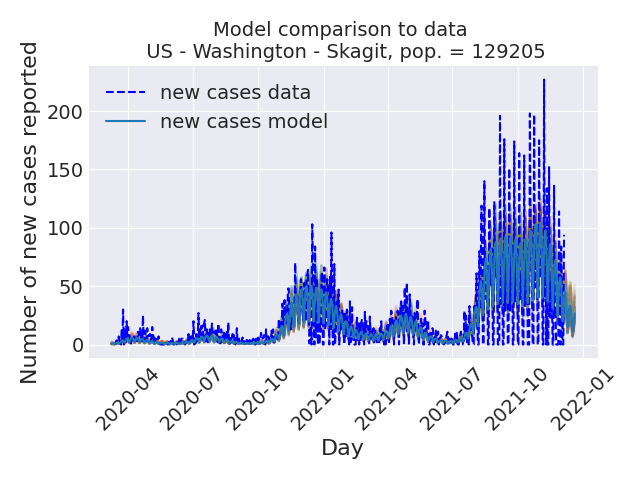 Model comparison to data
US - Washington - Skagit, pop. = 129205
Number of new cases reported
new cases data
new cases model
200
150
100
50
0
2020-04
2020-07
2020-10
2021-01
2021-04
2021-07
2021-10
2022-01
Day